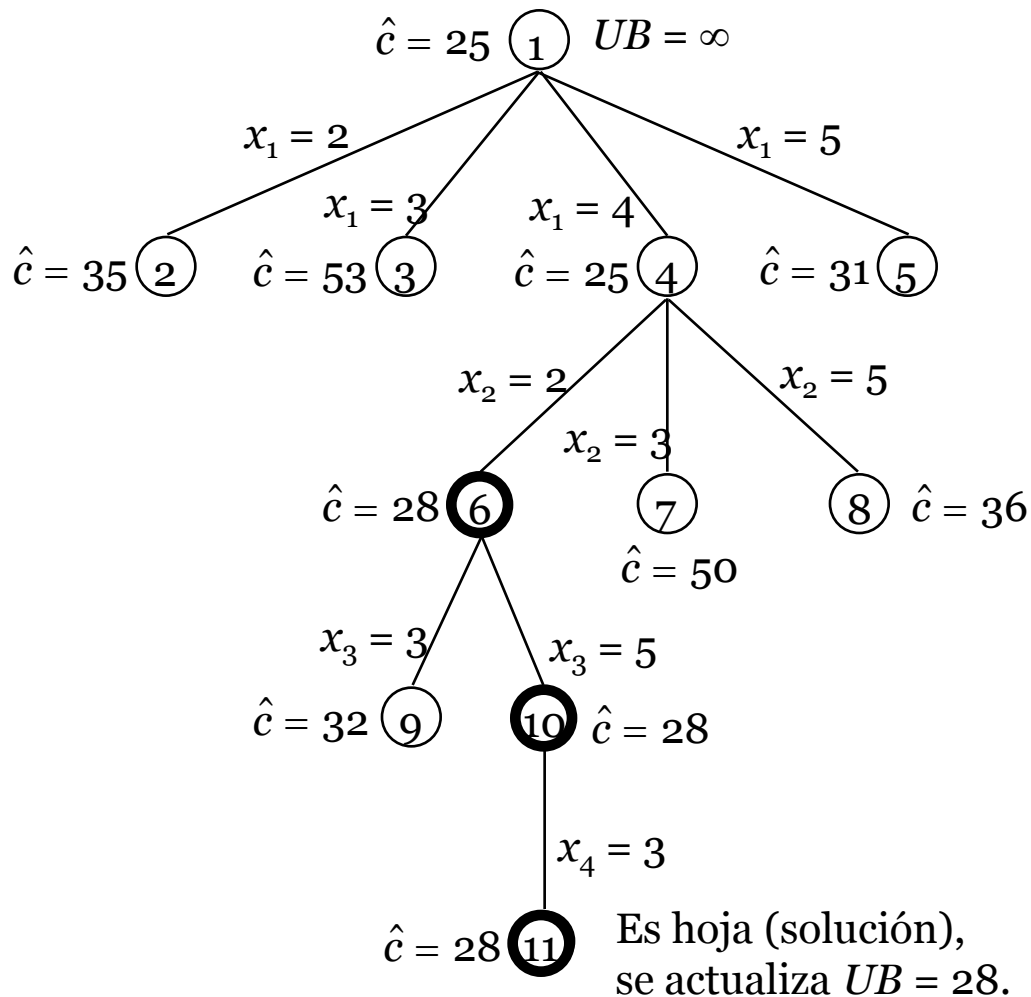 ĉ = 25 1 UB = ∞
x₁ = 2 x₁ = 5
x₁ = 3 x₁ = 4
ĉ = 35 2 ĉ = 53 3 ĉ = 25 4 ĉ = 31 5
x₂ = 2 x₂ = 5
x₂ = 3
ĉ = 28 6 7 8 ĉ = 36
ĉ = 50
x₃ = 3 x₃ = 5
ĉ = 32 9 10 ĉ = 28
x₄ = 3
ĉ = 28 11 Es hoja (solución),
se actualiza UB = 28.